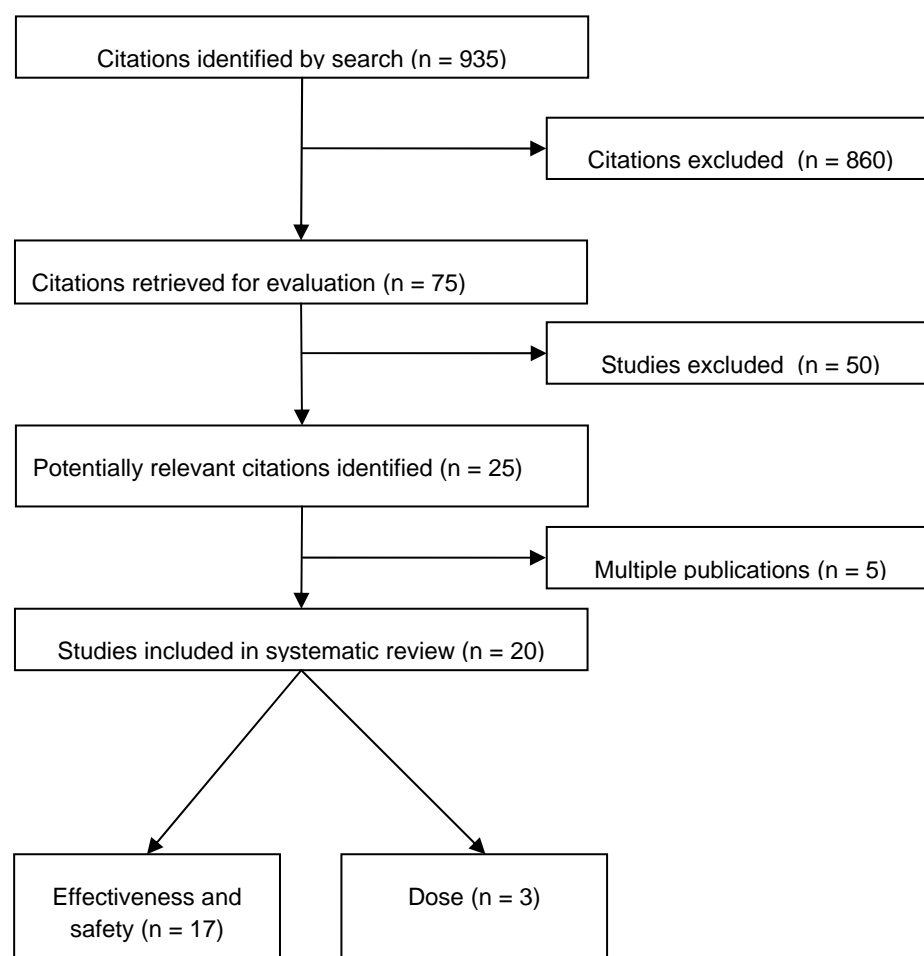 Citations identified by search (n = 935)
Citations excluded (n = 860)
Citations retrieved for evaluation (n = 75)
Studies excluded (n = 50)
Potentially relevant citations identified (n = 25)
Multiple publications (n = 5)
Studies included in systematic review (n = 20)
Effectiveness and
safety (n = 17)
Dose (n = 3)